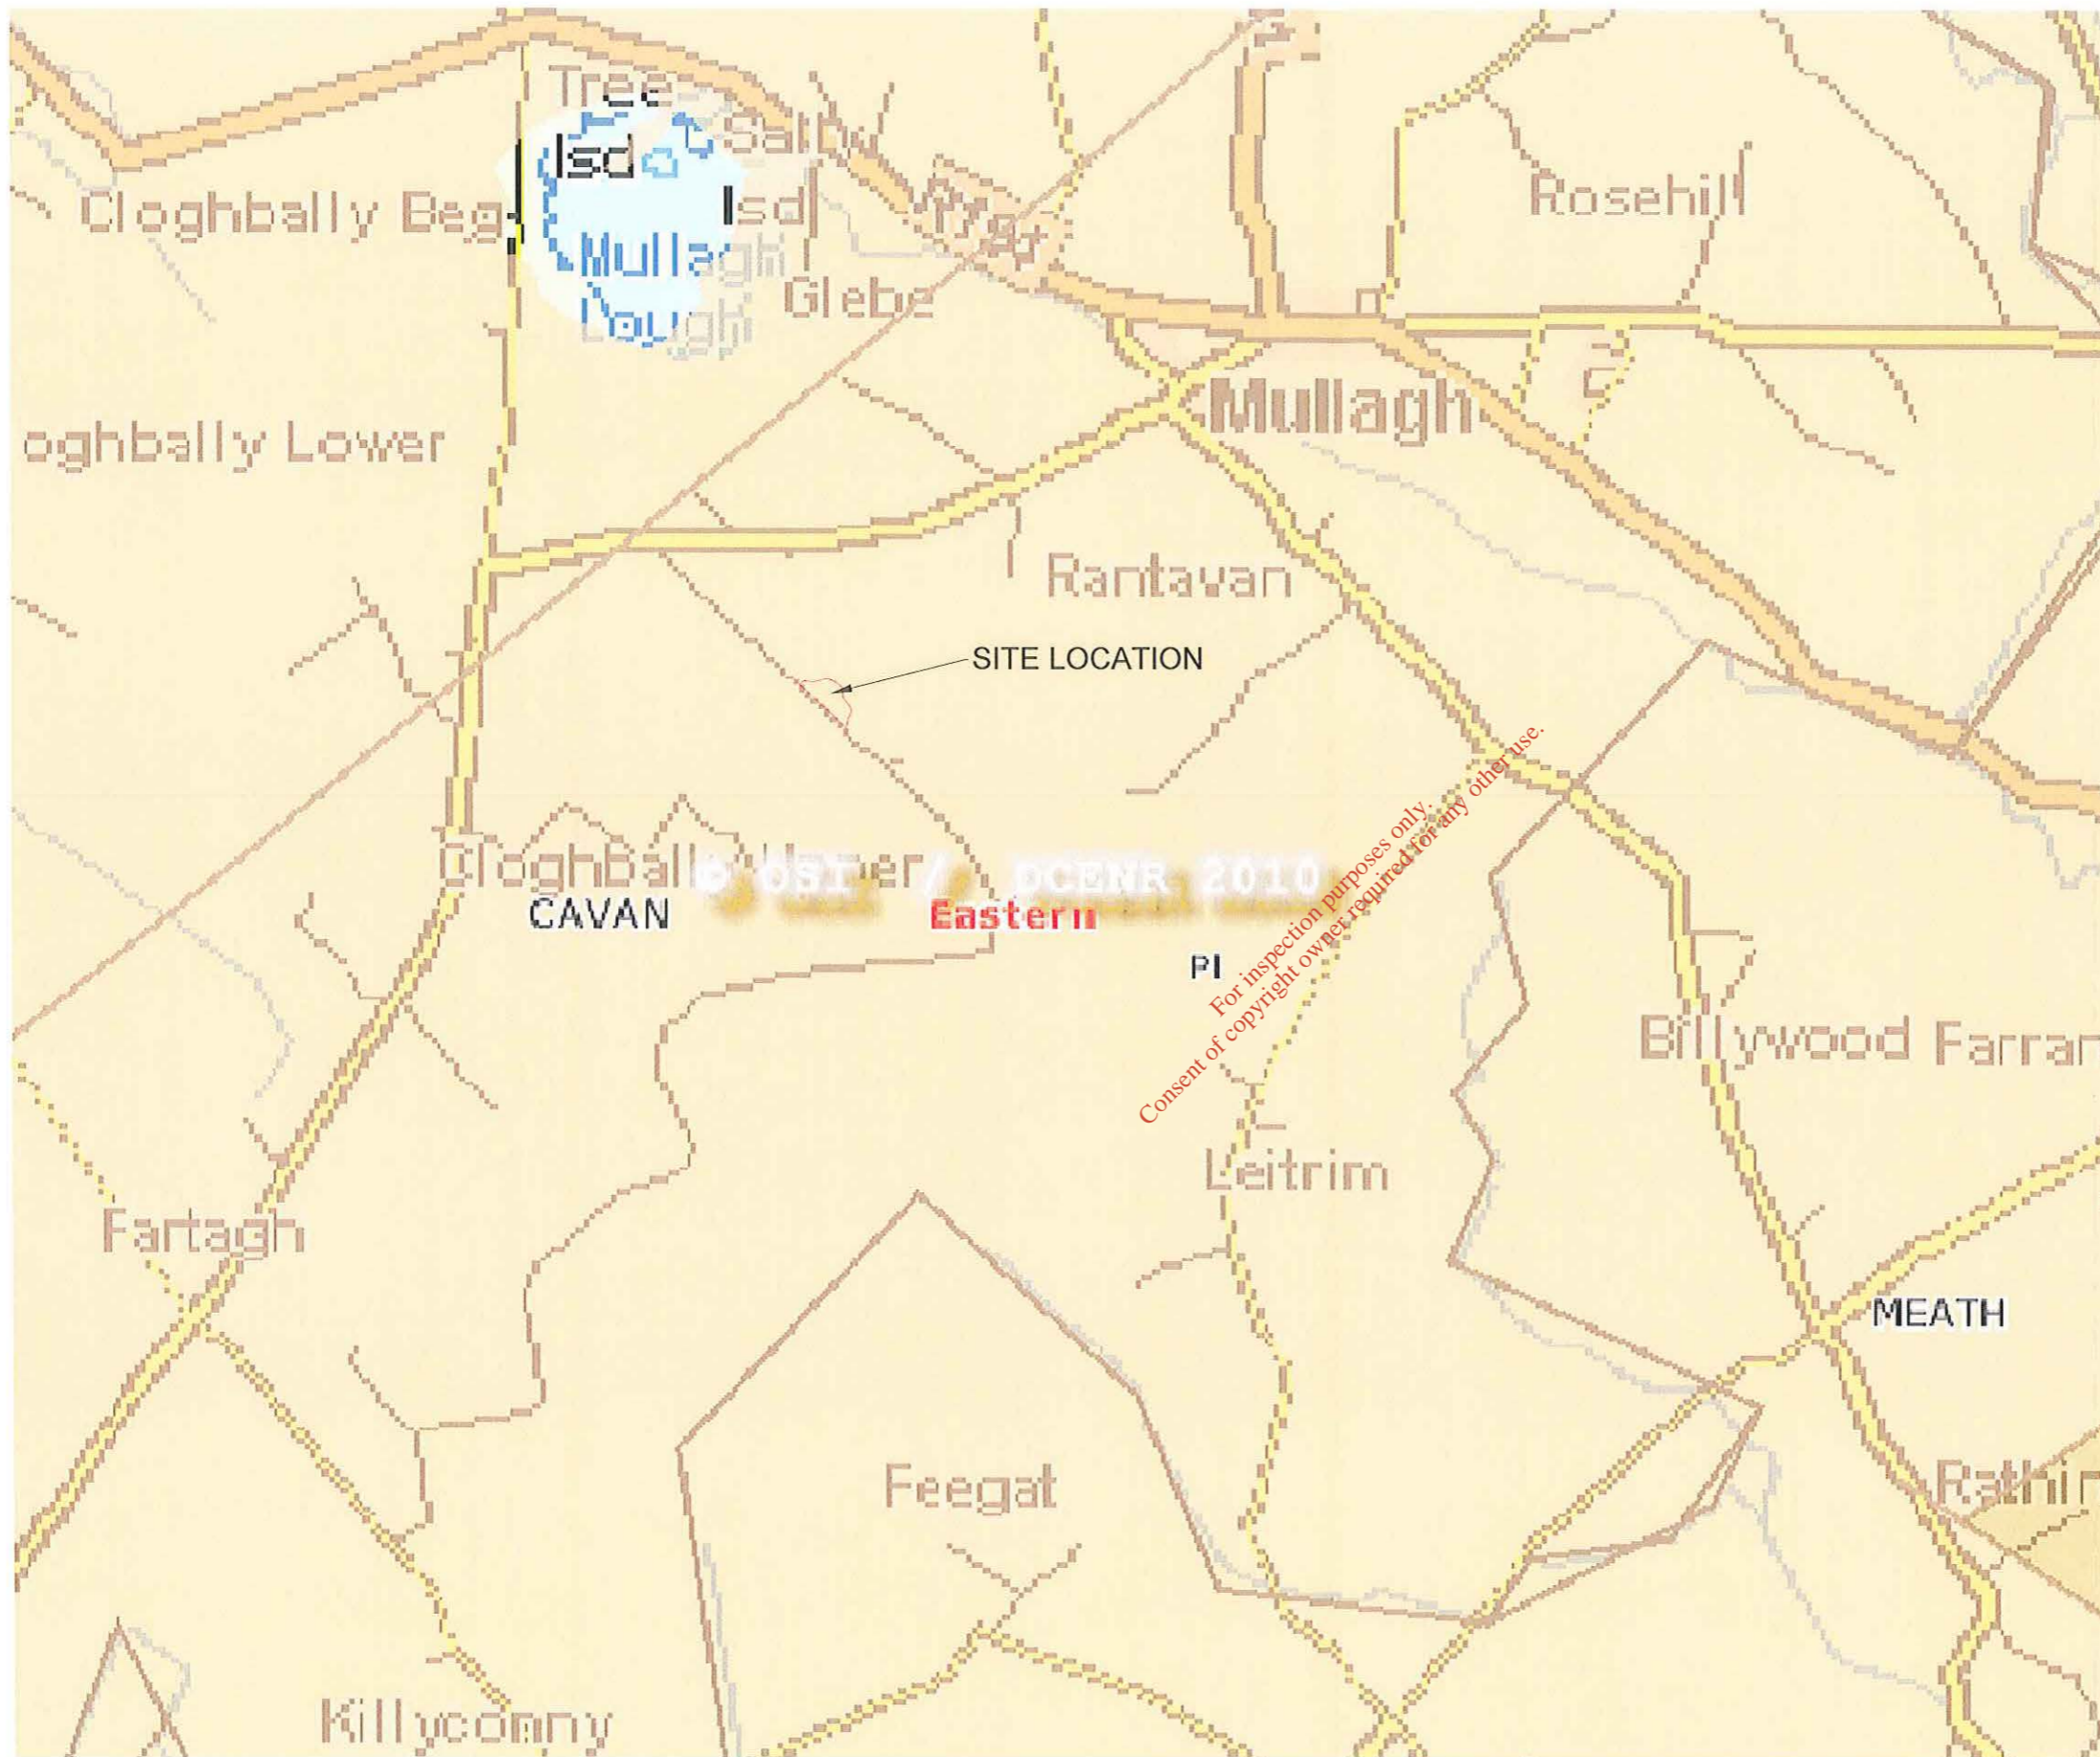 Tree
Isd
Isd
Cloghbally Beg
Rosehill
Mullagh
Lough
Glebe
Mullagh
oghbally Lower
Rantavan
SITE LOCATION
CAVAN
© OSI / DCENR 2010
Eastern
PI
For inspection purposes only.
Consent of copyright owner required for any other use.
Billywood
Farran
Leitrim
Fartagh
MEATH
Feegat
Rathin
Killyconny